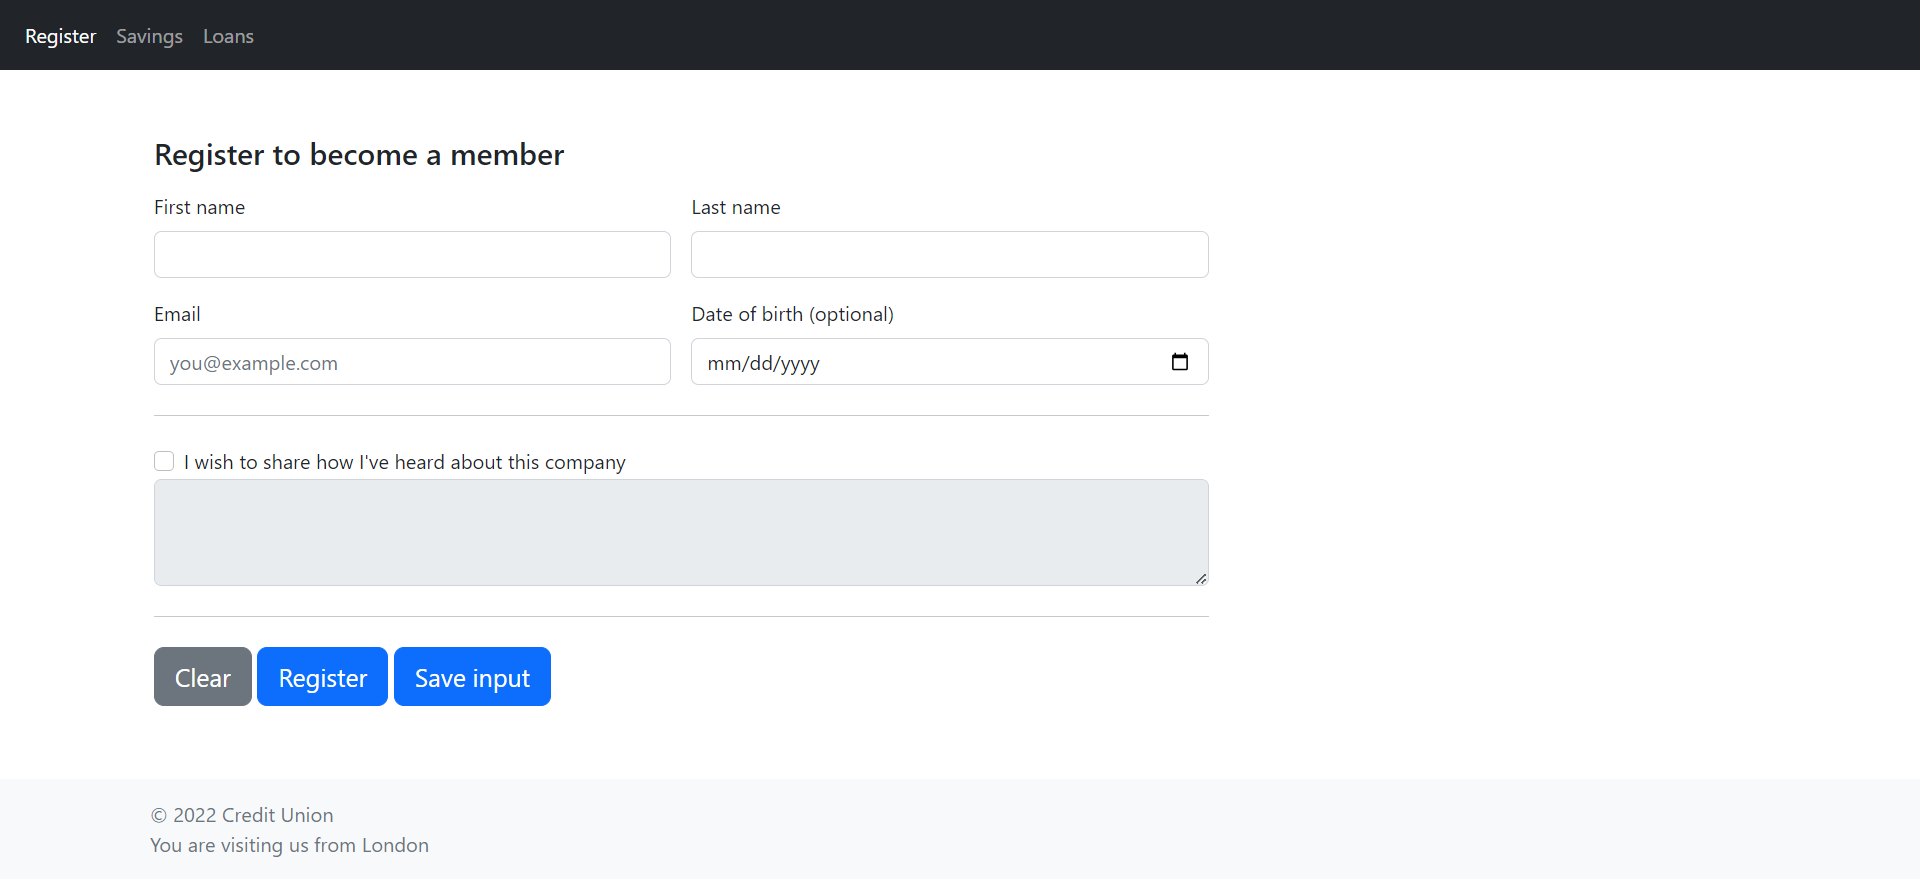 Register Savings Loans
Register to become a member
First name Last name
Email Date of birth (optional)
you@example.com mm/dd/yyyy
I wish to share how I've heard about this company
Clear Register Save input
© 2022 Credit Union
You are visiting us from London